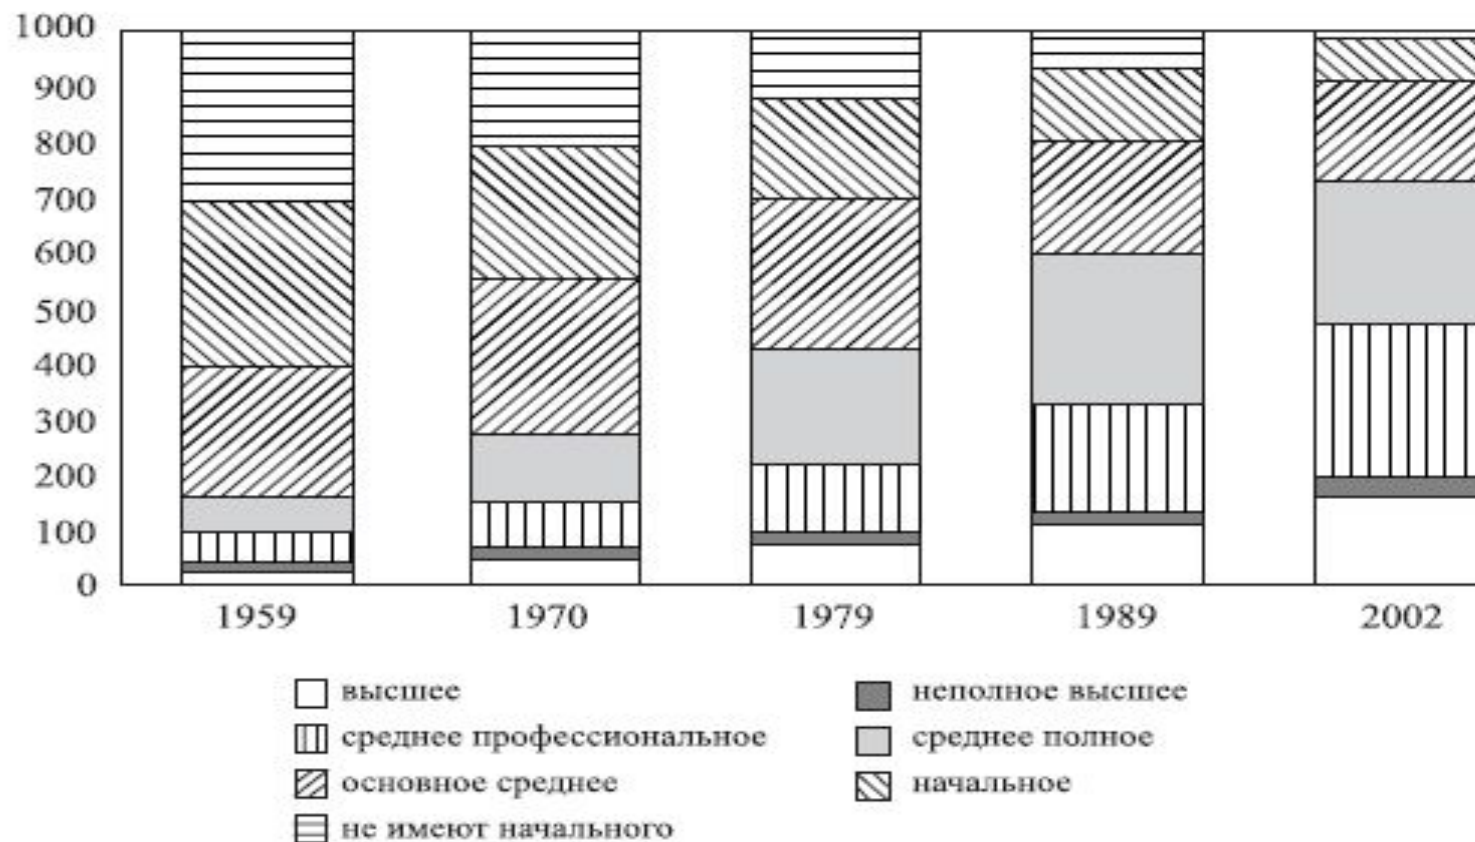 1000
900
800
700
600
500
400
300
200
100
0
1959 1970 1979 1989 2002
высшее неполное высшее
среднее профессиональное среднее полное
основное среднее начальное
не имеют начального